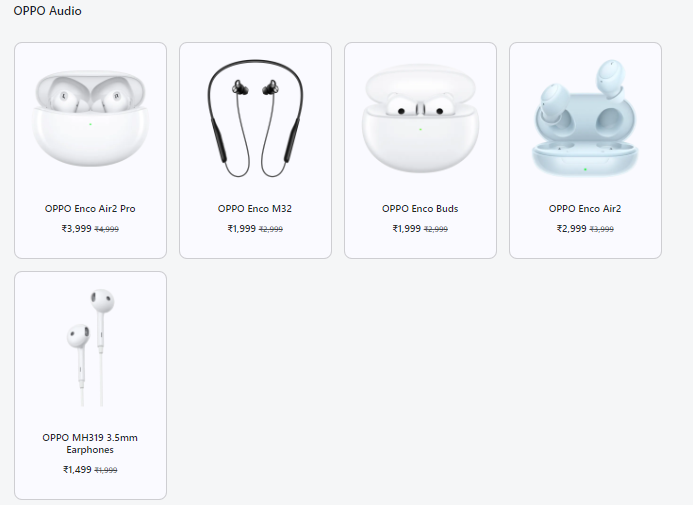 OPPO Audio
OPPO Enco Air2 Pro
₹3,999 ₹4,999
OPPO Enco M32
₹1,999 ₹2,999
OPPO Enco Buds
₹1,999 ₹2,999
OPPO Enco Air2
₹2,999 ₹3,999
OPPO MH319 3.5mm
Earphones
₹1,499 ₹1,999